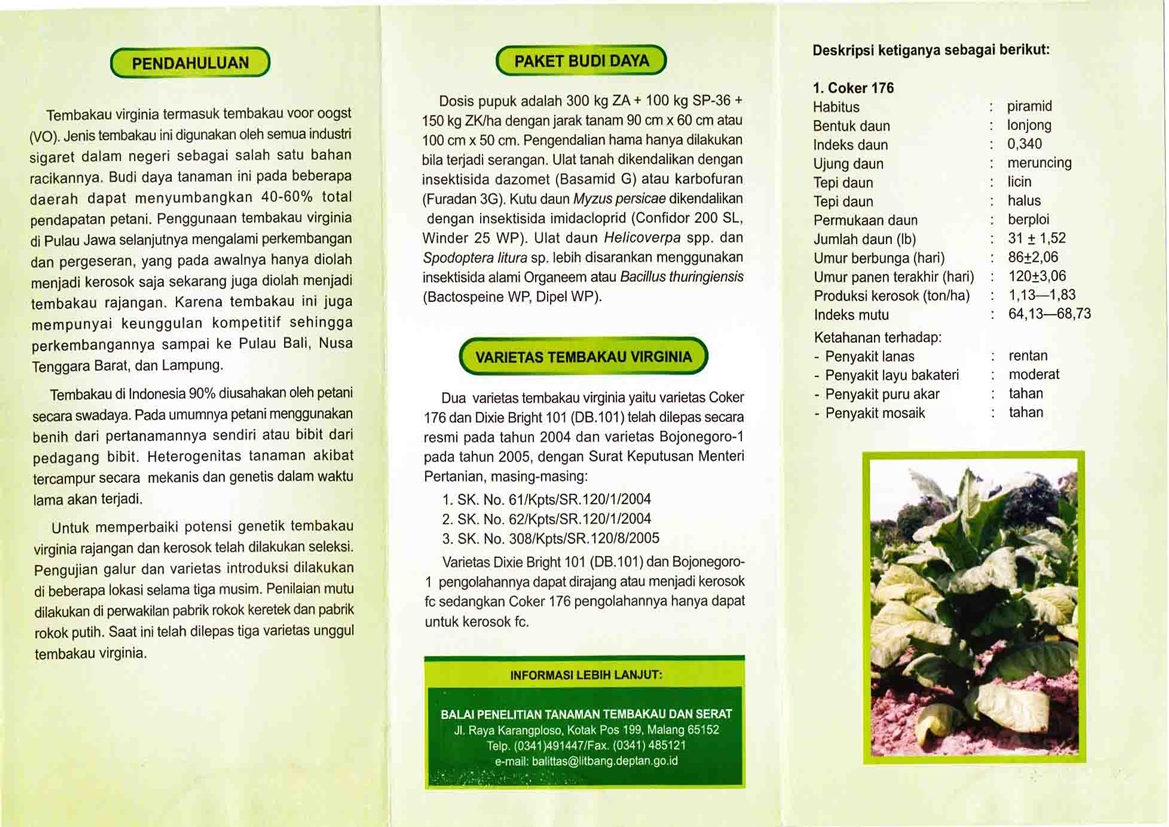 PENDAHULUAN
Tembakau virginia termasuk tembakau voor oogst
(VO). Jenis tembakau ini digunakan oleh semua industri
sigaret dalam negeri sebagai salah satu bahan
racikannya. Budi daya tanaman ini pada beberapa
daerah dapat menyumbangkan 40-60% total
pendapatan petani. Penggunaan tembakau virginia
di Pulau Jawa selanjutnya mengalami perkembangan
dan pergeseran, yang pada awalnya hanya diolah
menjadi kerosok saja sekarang juga diolah menjadi
tembakau rajangan. Karena tembakau ini juga
mempunyai keunggulan kompetitif sehingga
perkembangannya sampai ke Pulau Bali, Nusa
Tenggara Barat, dan Lampung.
Tembakau di Indonesia 90% diusahakan oleh petani
secara swadaya. Pada umumnya petani menggunakan
benih dari pertanamannya sendiri atau bibit dari
pedagang bibit. Heterogenitas tanaman akibat
tercampur secara mekanis dan genetis dalam waktu
lama akan terjadi.
Untuk memperbaiki potensi genetik tembakau
virginia rajangan dan kerosok telah dilakukan seleksi.
Pengujian galur dan varietas introduksi dilakukan
di beberapa lokasi selama tiga musim. Penilaian mutu
dilakukan di perwakilan pabrik rokok keretek dan pabrik
rokok putih. Saat ini telah dilepas tiga varietas unggul
tembakau virginia.
PAKET BUDI DAYA
Dosis pupuk adalah 300 kg ZA + 100 kg SP-36 +
150 kg ZK/ha dengan jarak tanam 90 cm x 60 cm atau
100 cm x 50 cm. Pengendalian hama hanya dilakukan
bila terjadi serangan. Ulat tanah dikendalikan dengan
insektisida dazomet (Basamid G) atau karbofuran
(Furadan 3G). Kutu daun Myzus persicae dikendalikan
dengan insektisida imidacloprid (Confidor 200 SL,
Winder 25 WP). Ulat daun Helicoverpa spp. dan
Spodoptera litura sp. lebih disarankan menggunakan
insektisida alami Organeem atau Bacillus thuringiensis
(Bactospeine WP, Dipel WP).
VARIETAS TEMBAKAU VIRGINIA
Dua varietas tembakau virginia yaitu varietas Coker
176 dan Dixie Bright 101 (DB.101) telah dilepas secara
resmi pada tahun 2004 dan varietas Bojonegoro-1
pada tahun 2005, dengan Surat Keputusan Menteri
Pertanian, masing-masing:
1. SK. No. 61/Kpts/SR.120/1/2004
2. SK. No. 62/Kpts/SR.120/1/2004
3. SK. No. 308/Kpts/SR.120/8/2005
Varietas Dixie Bright 101 (DB.101) dan Bojonegoro-
1 pengolahannya dapat dirajang atau menjadi kerosok
fc sedangkan Coker 176 pengolahannya hanya dapat
untuk kerosok fc.
INFORMASI LEBIH LANJUT:
BALAI PENELITIAN TANAMAN TEMBAKAU DAN SERAT
Jl. Raya Karangploso, Kotak Pos 199, Malang 65152
Telp. (0341)491447/Fax. (0341) 485121
e-mail: balittas@litbang.deptan.go.id
Deskripsi ketiganya sebagai berikut:
1. Coker 176
Habitus : piramid
Bentuk daun : lonjong
Indeks daun : 0,340
Ujung daun : meruncing
Tepi daun : licin
Tepi daun : halus
Permukaan daun : berploi
Jumlah daun (lb) : 31 ± 1,52
Umur berbunga (hari) : 86±2,06
Umur panen terakhir (hari) : 120±3,06
Produksi kerosok (ton/ha) : 1,13—1,83
Indeks mutu : 64,13—68,73
Ketahanan terhadap:
- Penyakit lanas : rentan
- Penyakit layu bakateri : moderat
- Penyakit puru akar : tahan
- Penyakit mosaik : tahan